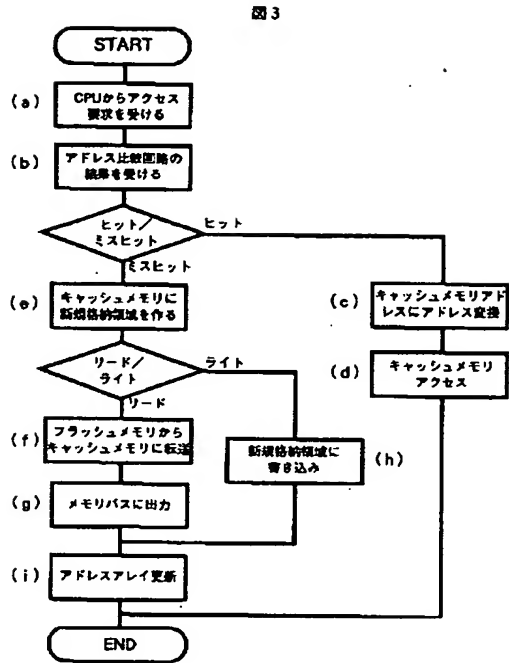 図3
START
(a)
CPUからアクセス
要求を受ける
(b)
アドレス比較回路の
結果を受ける
ヒット/
ミスヒット
ヒット
ミスヒット
(e)
キャッシュメモリに
新規格納領域を作る
(c)
キャッシュメモリアド
レスにアドレス変換
リード/
ライト
ライト
リード
(d)
キャッシュメモリ
アクセス
(f)
フラッシュメモリから
キャッシュメモリに転送
新規格納領域に
書き込み
(h)
(g)
メモリバスに出力
(i)
アドレスアレイ更新
END